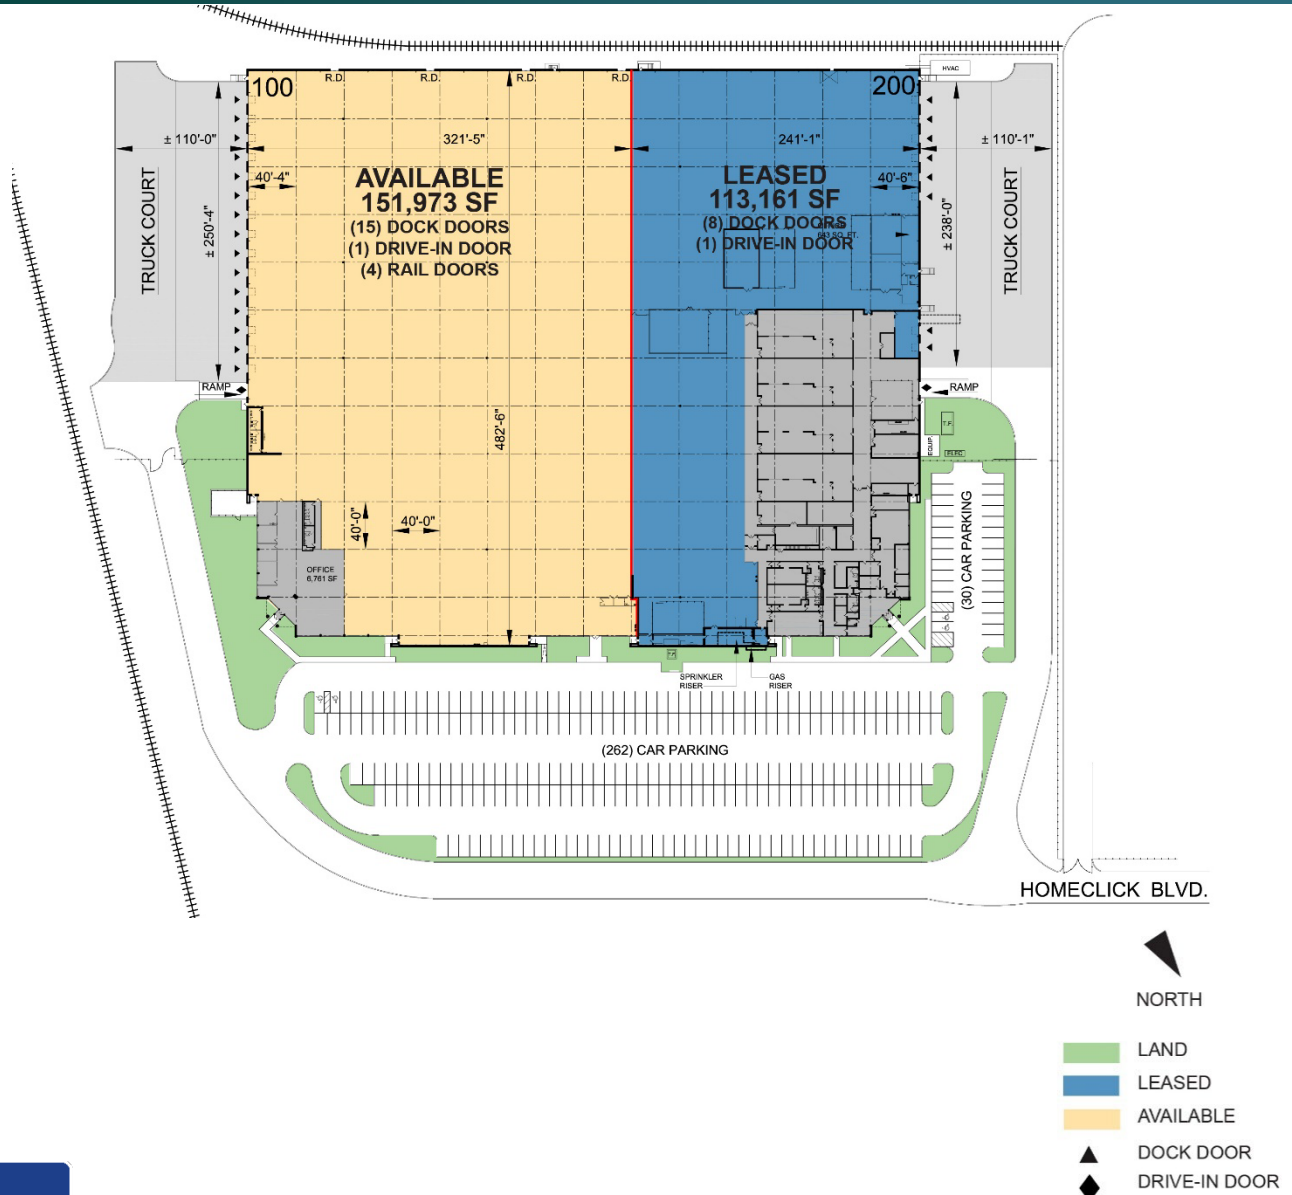 HVAC
100
R.D.
R.D.
R.D.
R.D.
200
± 110'-0"
321'-5"
241'-1"
± 110'-1"
40'-4"
AVAILABLE
151,973 SF
(15) DOCK DOORS
(1) DRIVE-IN DOOR
(4) RAIL DOORS
LEASED
113,161 SF
(8) DOCK DOORS
(1) DRIVE-IN DOOR
40'-6"
TRUCK COURT
± 250'-4"
± 238'-0"
TRUCK COURT
RAMP
RAMP
482'-6"
T.F.
EQUIP.
ELEC
40'-0"
40'-0"
OFFICE
6,761 SF
(30) CAR PARKING
SPRINKLER
RISER
GAS
RISER
(262) CAR PARKING
HOMECLICK BLVD.
NORTH
LAND
LEASED
AVAILABLE
DOCK DOOR
DRIVE-IN DOOR